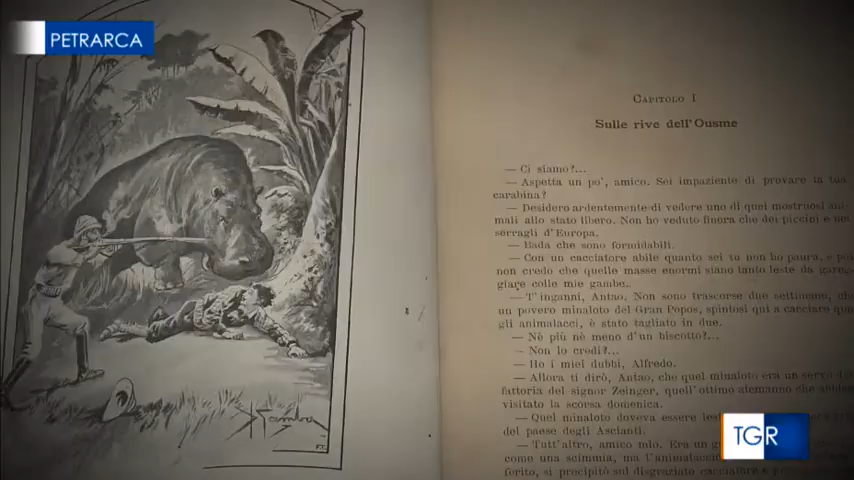 PETRARCA
Gamba
Capitolo I
Sulle rive dell'Ousme
— Ci siamo?...
— Aspetta un po', amico. Sei impaziente di provare la tua
carabina?
— Desidero ardentemente di vedere uno di quei mostruosi ani-
mali allo stato libero. Non ho veduto finora che dei piccini e nei
serragli d'Europa.
— Bada che sono formidabili.
— Con un cacciatore abile quanto sei tu non ho paura, e poi
non credo che quelle masse enormi siano tanto leste da gareg-
giare colle mie gambe.
— T'inganni, Antao. Non sono trascorse due settimane, che
un povero minaloto del Gran Popos, spintosi qui a cacciare que-
gli animalacci, è stato tagliato in due.
— Nè più nè meno d'un biscotto?...
— Non lo credi?...
— Ho i miei dubbi, Alfredo.
— Allora ti dirò, Antao, che quel minaloto era un servo della
fattoria del signor Zeinger, quell'ottimo alemanno che abbiamo
visitato la scorsa domenica.
— Quel minaloto doveva essere
del paese degli Ascianti.
— Tutt'altro, amico mio. Era un
come una scimmia, ma l'animalaccio
ferito, si precipitò sul disgraziato cacciatore e
TGR